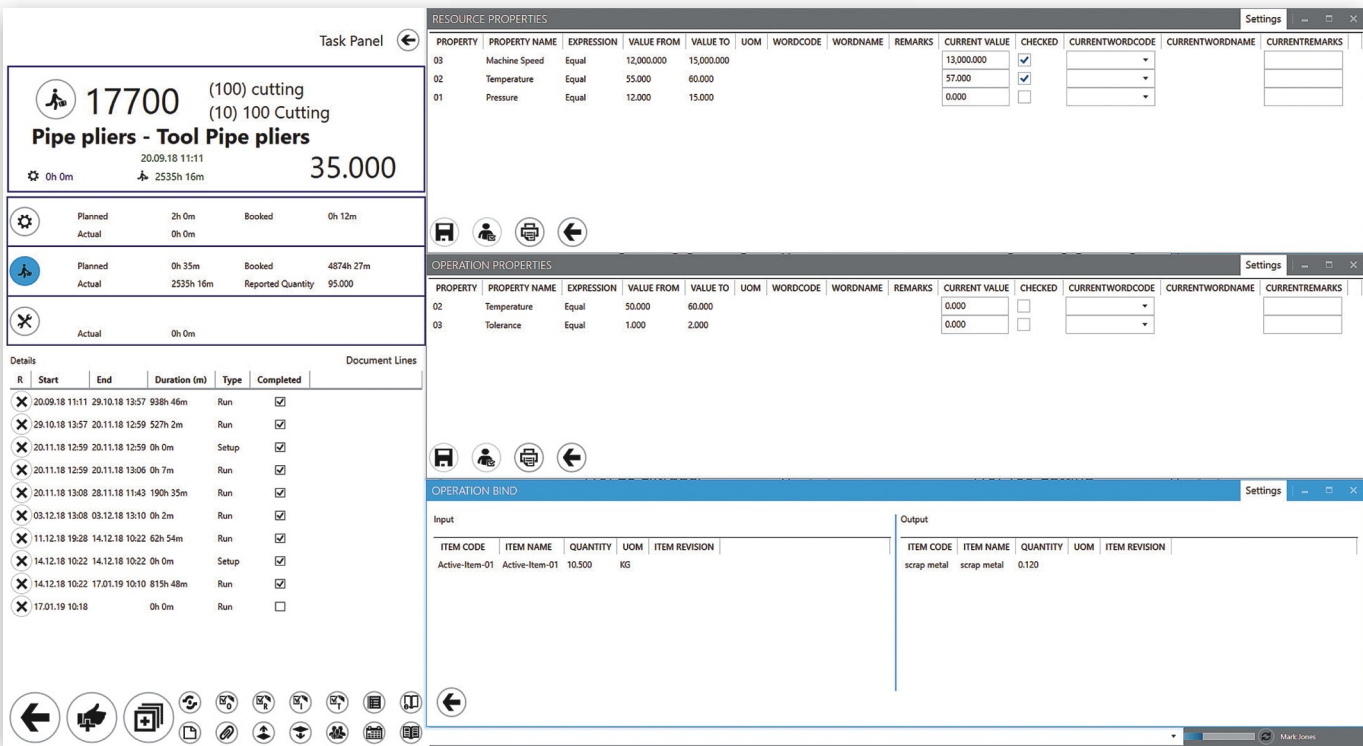 Task Panel
17700
(100) cutting
(10) 100 Cutting
Pipe pliers - Tool Pipe pliers
20.09.18 11:11
0h 0m 2535h 16m
35.000
Planned 2h 0m Booked 0h 12m
Actual 0h 0m
Planned 0h 35m Booked 4874h 27m
Actual 2535h 16m Reported Quantity 95.000
Actual 0h 0m
Details Document Lines
R Start End Duration (m) Type Completed
20.09.18 11:11 29.10.18 13:57 938h 46m Run
29.10.18 13:57 20.11.18 12:59 527h 2m Run
20.11.18 12:59 20.11.18 12:59 0h 0m Setup
20.11.18 12:59 20.11.18 13:06 0h 7m Run
20.11.18 13:08 28.11.18 11:43 190h 35m Run
03.12.18 13:08 03.12.18 13:10 0h 2m Run
11.12.18 19:28 14.12.18 10:22 62h 54m Run
14.12.18 10:22 14.12.18 10:22 0h 0m Setup
14.12.18 10:22 17.01.19 10:10 815h 48m Run
17.01.19 10:18 0h 0m Run
RESOURCE PROPERTIES Settings
PROPERTY PROPERTY NAME EXPRESSION VALUE FROM VALUE TO UOM WORDCODE WORDNAME REMARKS CURRENT VALUE CHECKED CURRENTWORDCODE CURRENTWORDNAME CURRENTREMARKS
03 Machine Speed Equal 12,000.000 15,000.000 13,000.000
02 Temperature Equal 55.000 60.000 57.000
01 Pressure Equal 12.000 15.000 0.000
OPERATION PROPERTIES Settings
PROPERTY PROPERTY NAME EXPRESSION VALUE FROM VALUE TO UOM WORDCODE WORDNAME REMARKS CURRENT VALUE CHECKED CURRENTWORDCODE CURRENTWORDNAME CURRENTREMARKS
02 Temperature Equal 50.000 60.000 0.000
03 Tolerance Equal 1.000 2.000 0.000
OPERATION BIND Settings
Input
ITEM CODE ITEM NAME QUANTITY UOM ITEM REVISION
Active-Item-01 Active-Item-01 10.500 KG
Output
ITEM CODE ITEM NAME QUANTITY UOM ITEM REVISION
scrap metal scrap metal 0.120
Mark Jones